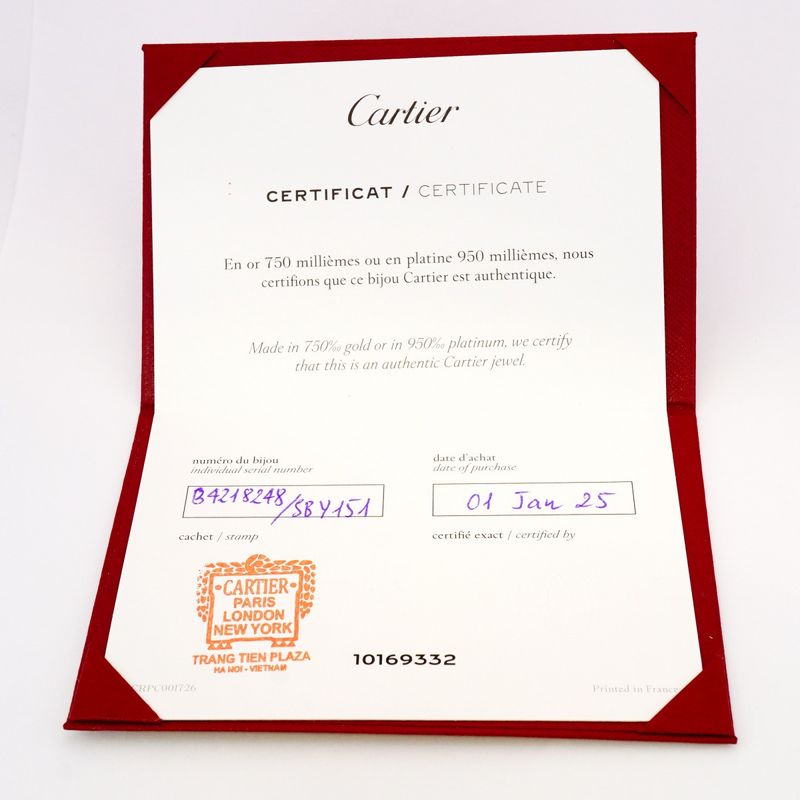 Cartier
CERTIFICAT / CERTIFICATE
En or 750 millièmes ou en platine 950 millièmes, nous
certifions que ce bijou Cartier est authentique.
Made in 750‰ gold or in 950‰ platinum, we certify
that this is an authentic Cartier jewel.
numéro du bijou
individual serial number
B4218248/SBY151
date d'achat
date of purchase
01 Jan 25
cachet / stamp
certifié exact / certified by
CARTIER
PARIS
LONDON
NEW YORK
TRANG TIEN PLAZA
HA NOI - VIETNAM
10169332
CRPC001726
Printed in France